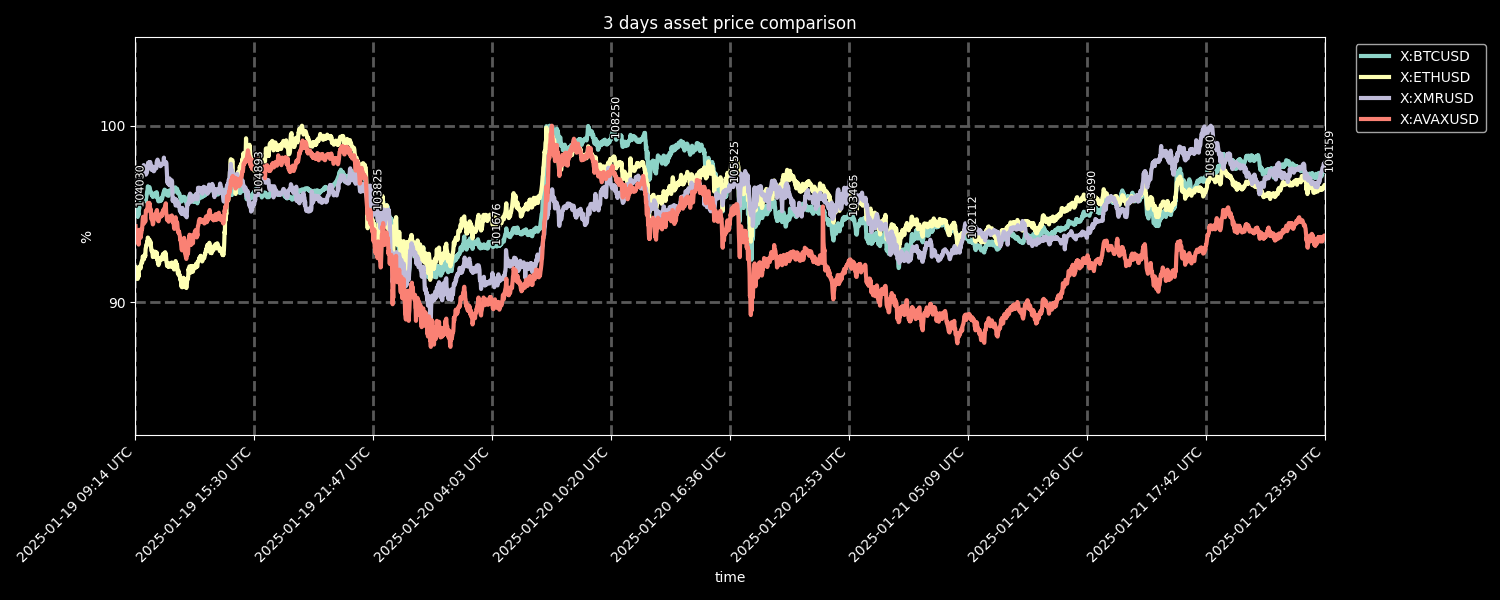 3 days asset price comparison
X:BTCUSD
X:ETHUSD
X:XMRUSD
X:AVAXUSD
100
90
%
104030
104893
103825
101676
108250
105525
103465
102112
103690
105880
106159
2025-01-19 09:14 UTC
2025-01-19 15:30 UTC
2025-01-19 21:47 UTC
2025-01-20 04:03 UTC
2025-01-20 10:20 UTC
2025-01-20 16:36 UTC
2025-01-20 22:53 UTC
2025-01-21 05:09 UTC
2025-01-21 11:26 UTC
2025-01-21 17:42 UTC
2025-01-21 23:59 UTC
time